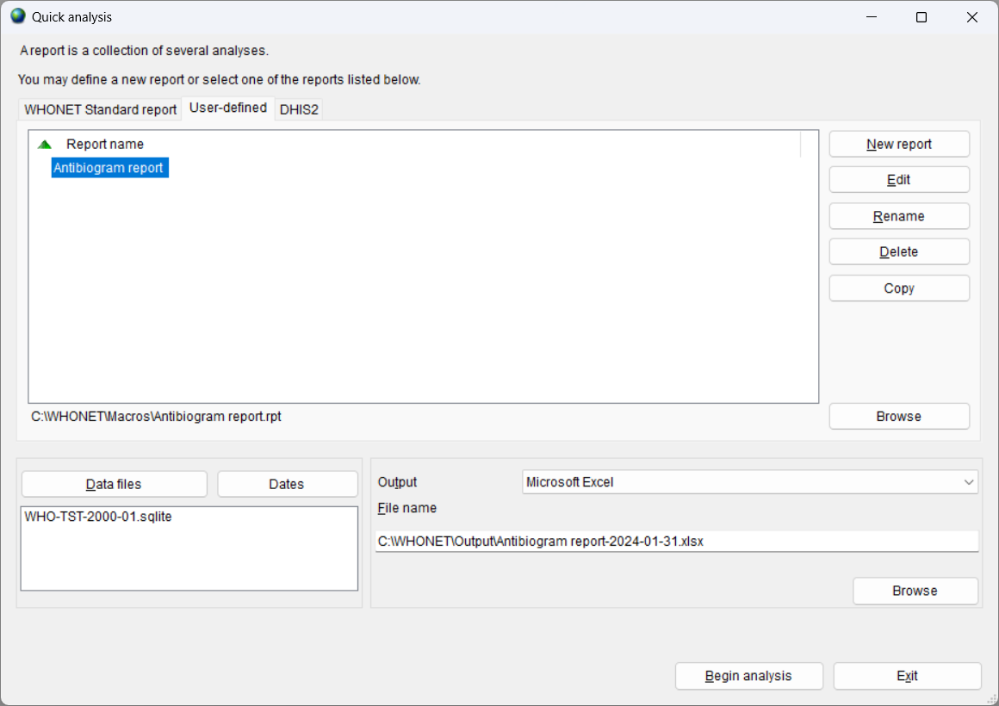 Quick analysis
A report is a collection of several analyses.
You may define a new report or select one of the reports listed below.
WHONET Standard report User-defined DHIS2
Report name
Antibiogram report
New report
Edit
Rename
Delete
Copy
C:\WHONET\Macros\Antibiogram report.rpt
Browse
Data files Dates
WHO-TST-2000-01.sqlite
Output Microsoft Excel
File name
C:\WHONET\Output\Antibiogram report-2024-01-31.xlsx
Browse
Begin analysis Exit